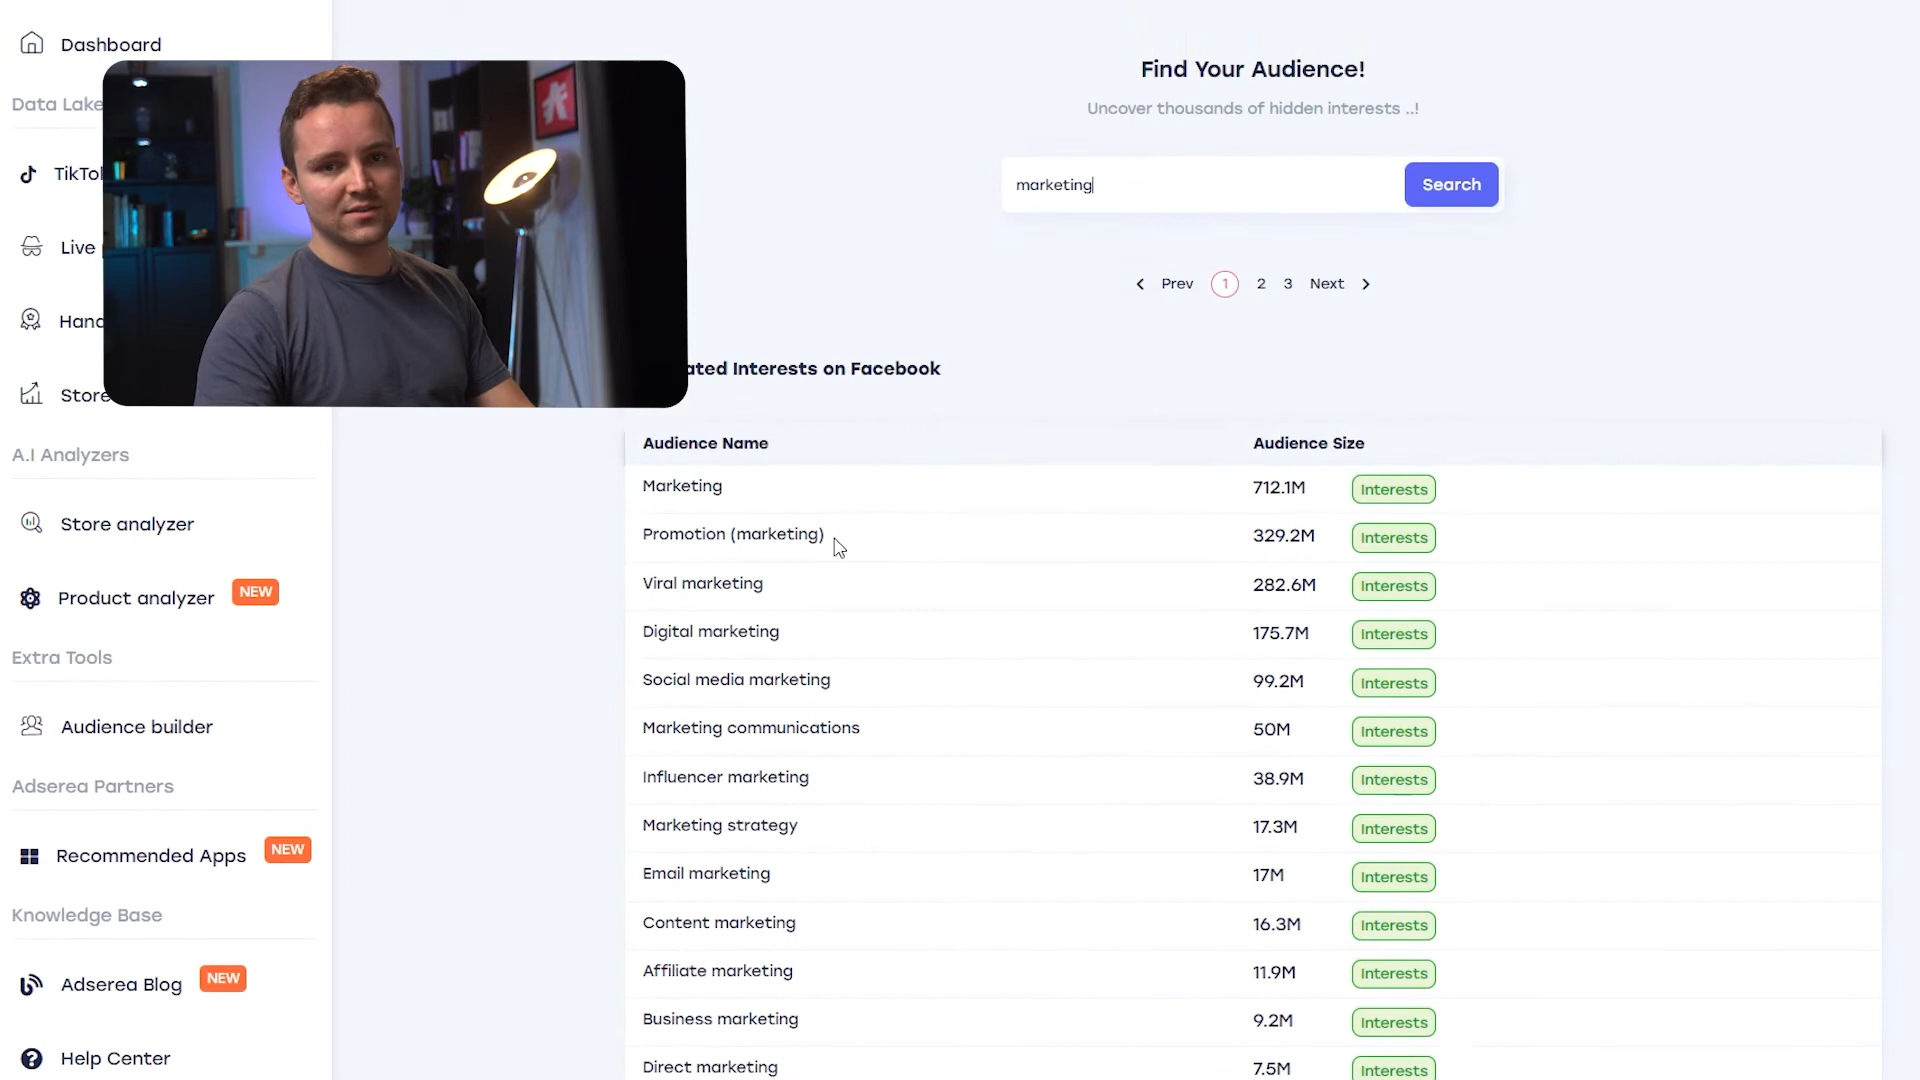 Dashboard
Data Lake
TikTok
Live
Hand
Store
A.I Analyzers
Store analyzer
Product analyzer NEW
Extra Tools
Audience builder
Adserea Partners
Recommended Apps NEW
Knowledge Base
Adserea Blog NEW
Help Center
Find Your Audience!
Uncover thousands of hidden interests ..!
marketing Search
Prev 1 2 3 Next
ated Interests on Facebook
Audience Name Audience Size
Marketing 712.1M Interests
Promotion (marketing) 329.2M Interests
Viral marketing 282.6M Interests
Digital marketing 175.7M Interests
Social media marketing 99.2M Interests
Marketing communications 50M Interests
Influencer marketing 38.9M Interests
Marketing strategy 17.3M Interests
Email marketing 17M Interests
Content marketing 16.3M Interests
Affiliate marketing 11.9M Interests
Business marketing 9.2M Interests
Direct marketing 7.5M Interests